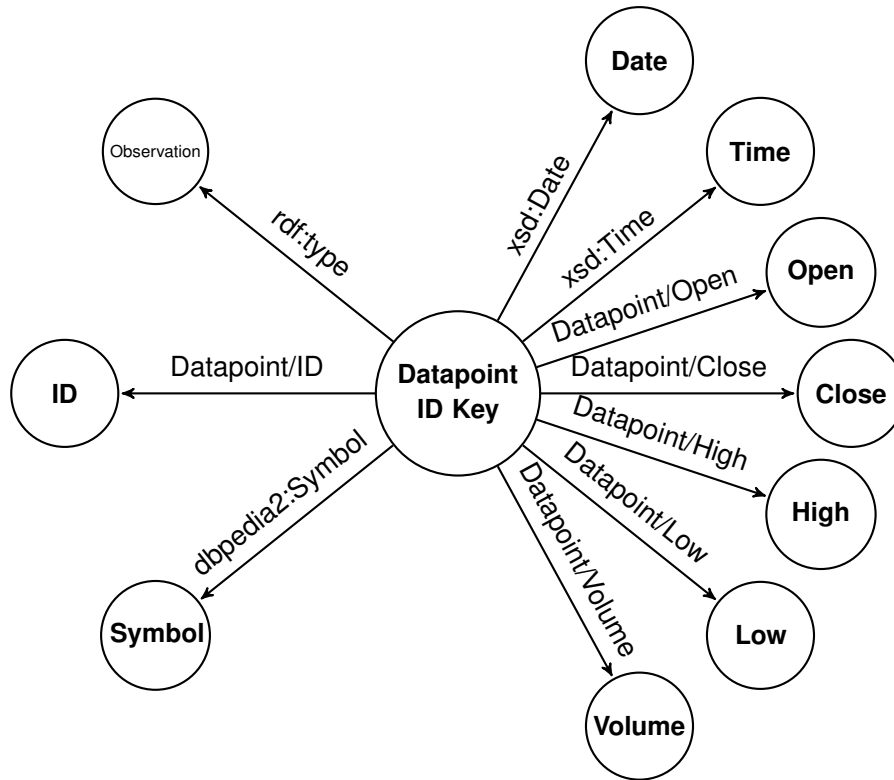 Date
Observation
Time
xsd:Date
rdf:type
xsd:Time
Open
Datapoint/Open
Datapoint/ID
Datapoint/Close
ID
Datapoint
ID Key
Close
Datapoint/High
dbpedia2:Symbol
Datapoint/Low
High
Datapoint/Volume
Symbol
Low
Volume